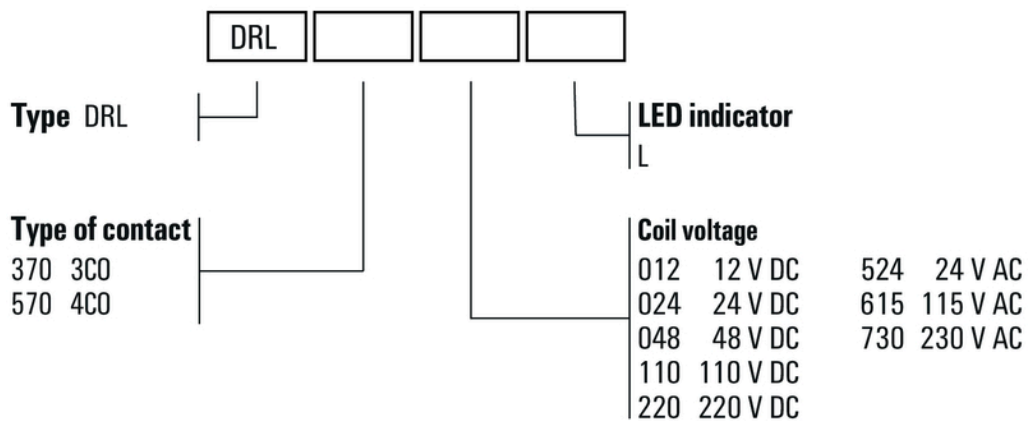 DRL
Type DRL
LED indicator
L
Type of contact
370 3CO
570 4CO
Coil voltage
012 12 V DC 524 24 V AC
024 24 V DC 615 115 V AC
048 48 V DC 730 230 V AC
110 110 V DC
220 220 V DC